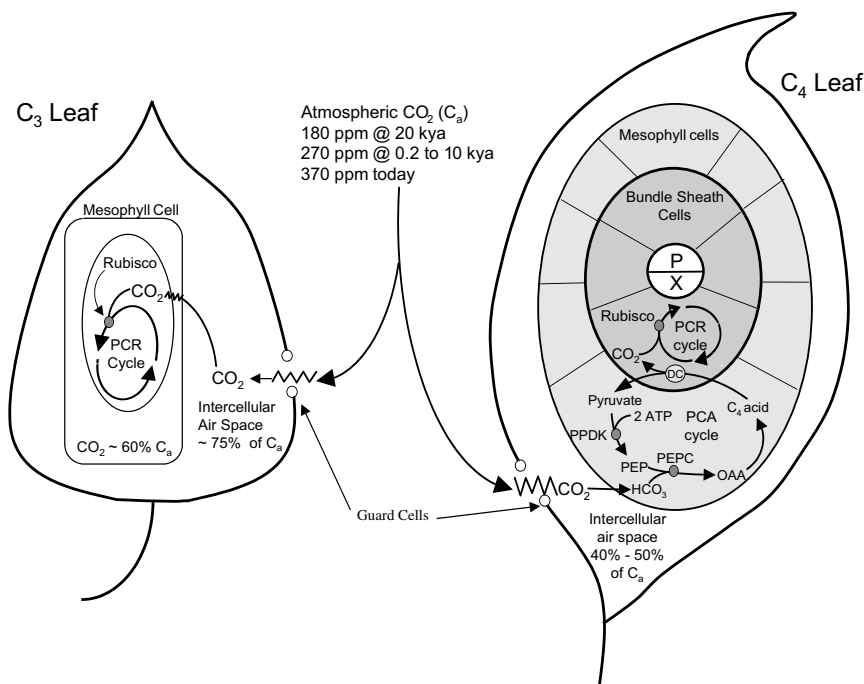 C3 Leaf
Atmospheric CO2 (Ca)
180 ppm @ 20 kya
270 ppm @ 0.2 to 10 kya
370 ppm today
C4 Leaf
Mesophyll Cell
Rubisco
CO2
PCR
Cycle
CO2 ~ 60% Ca
CO2
Intercellular
Air Space
~ 75% of Ca
Guard Cells
Mesophyll cells
Bundle Sheath
Cells
P
X
Rubisco
PCR
cycle
CO2
DC
Pyruvate
2 ATP
PPDK
PCA
cycle
C4 acid
PEP
PEPC
OAA
CO2
HCO3
Intercellular
air space
40% - 50%
of Ca